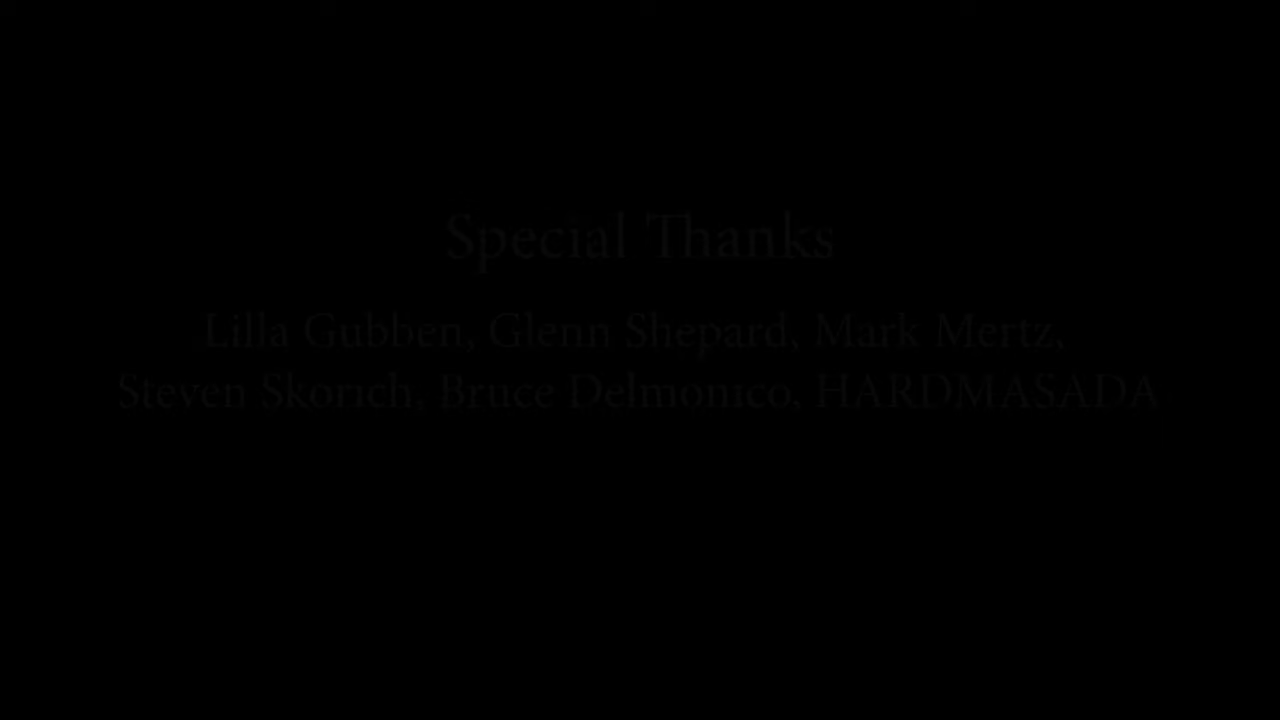 Special Thanks
Lilla Gubben, Glenn Shepard, Mark Mertz,
Steven Skorich, Bruce Delmonico, HARDMASADA